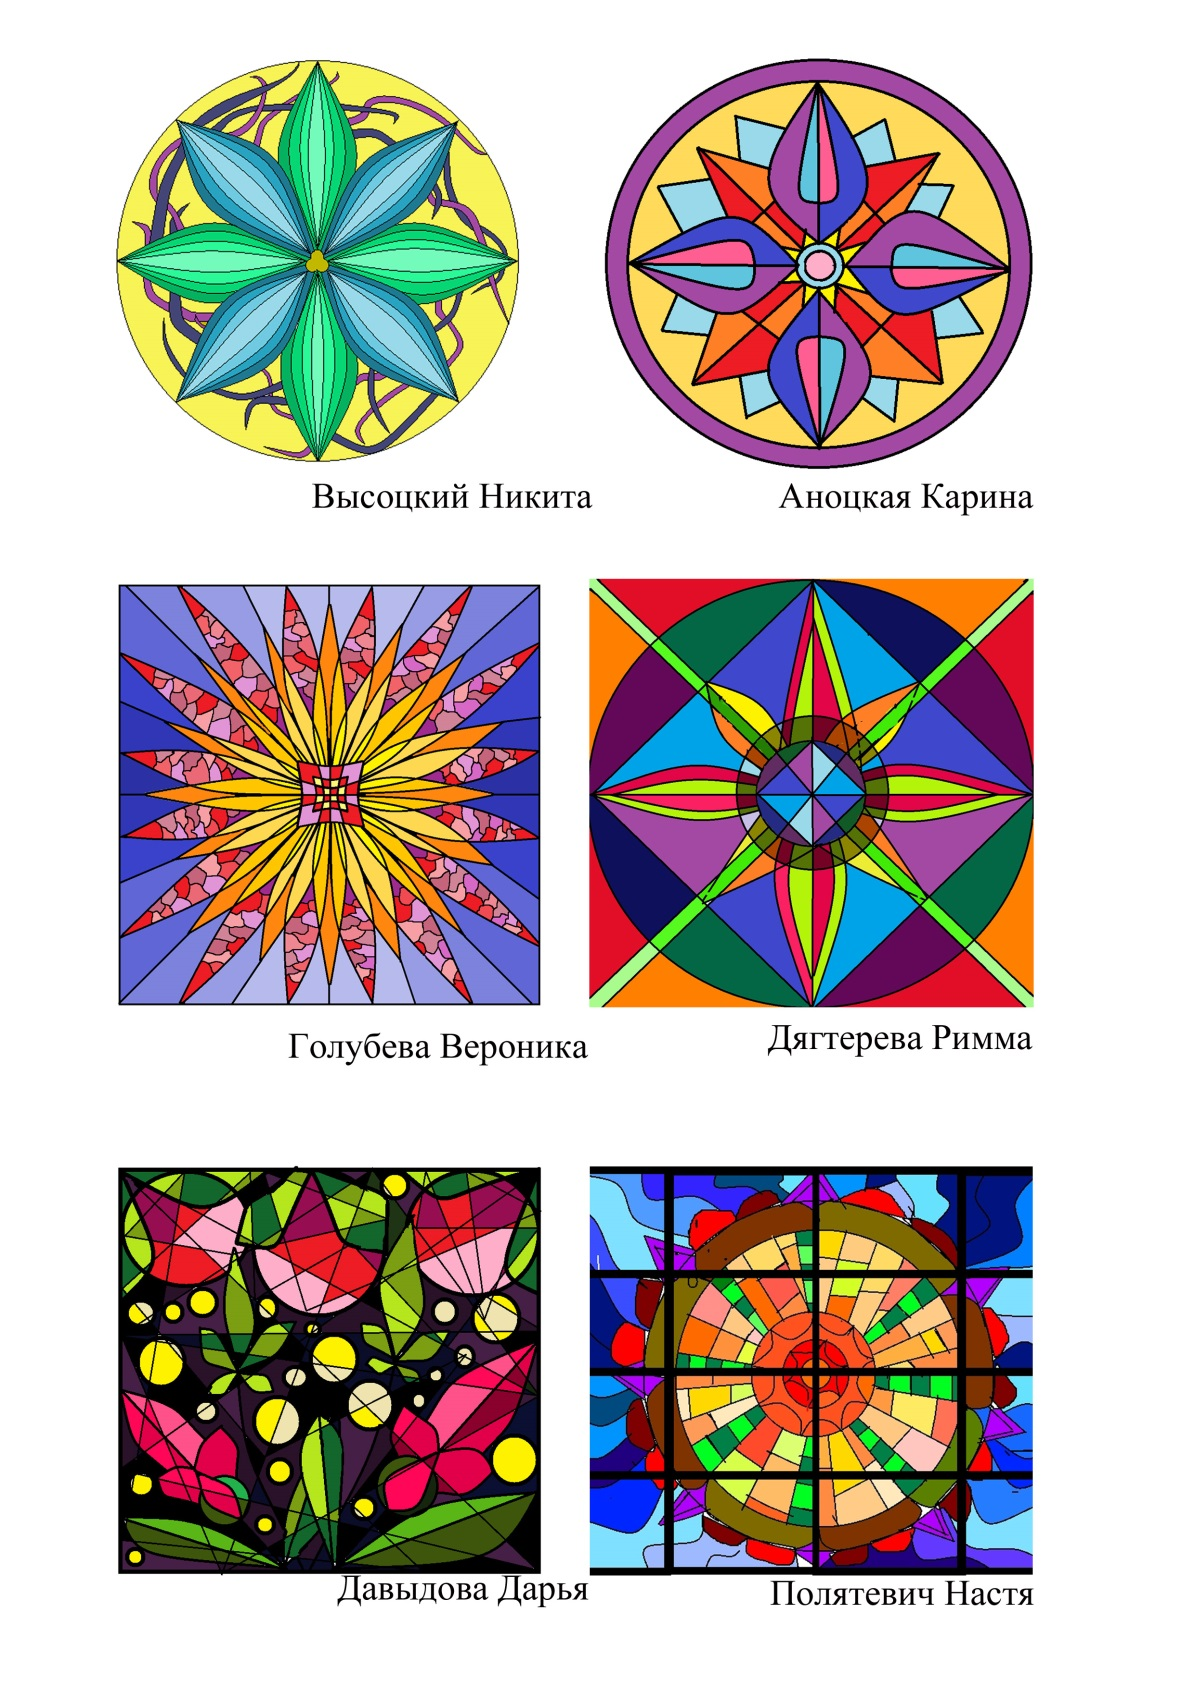 Высоцкий Никита
Аноцкая Карина
Голубева Вероника
Дягтерева Римма
Давыдова Дарья
Полятевич Настя